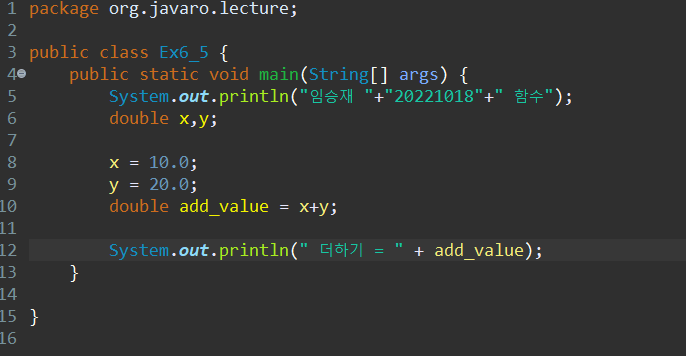 1 package org.javaro.lecture;
2
3 public class Ex6_5 {
4 public static void main(String[] args) {
5 System.out.println("임승재 "+"20221018"+" 함수");
6 double x,y;
7
8 x = 10.0;
9 y = 20.0;
10 double add_value = x+y;
11
12 System.out.println(" 더하기 = " + add_value);
13 }
14
15 }
16